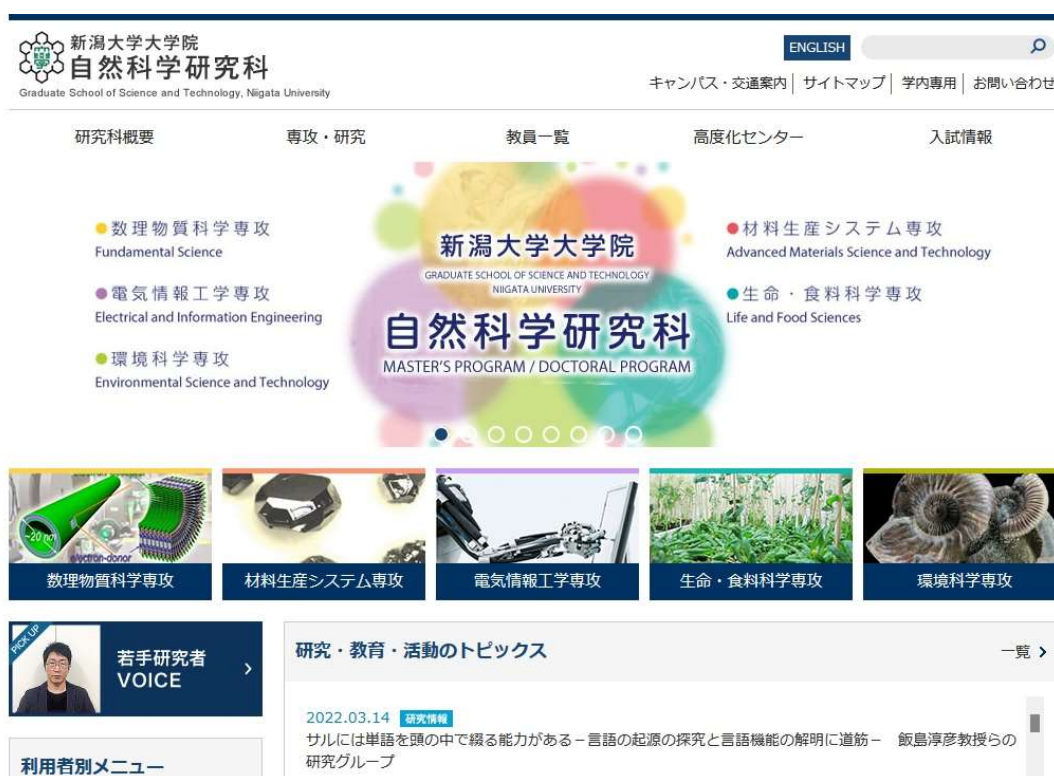 新潟大学大学院
自然科学研究科
Graduate School of Science and Technology, Niigata University
ENGLISH
キャンパス・交通案内│ サイトマップ│ 学内専用│ お問い合わせ
研究科概要 専攻・研究 教員一覧 高度化センター 入試情報
●数理物質科学専攻
Fundamental Science
●電気情報工学専攻
Electrical and Information Engineering
●環境科学専攻
Environmental Science and Technology
新潟大学大学院
GRADUATE SCHOOL OF SCIENCE AND TECHNOLOGY
NIIGATA UNIVERSITY
自然科学研究科
MASTER'S PROGRAM / DOCTORAL PROGRAM
●材料生産システム専攻
Advanced Materials Science and Technology
●生命・食料科学専攻
Life and Food Sciences
~20 nm
electron-donor
数理物質科学専攻
材料生産システム専攻
電気情報工学専攻
生命・食料科学専攻
環境科学専攻
PICK UP
若手研究者
VOICE
利用者別メニュー
研究・教育・活動のトピックス 一覧
2022.03.14 研究情報
サルには単語を頭の中で綴る能力がある－言語の起源の探究と言語機能の解明に道筋－ 飯島淳彦教授らの
研究グループ